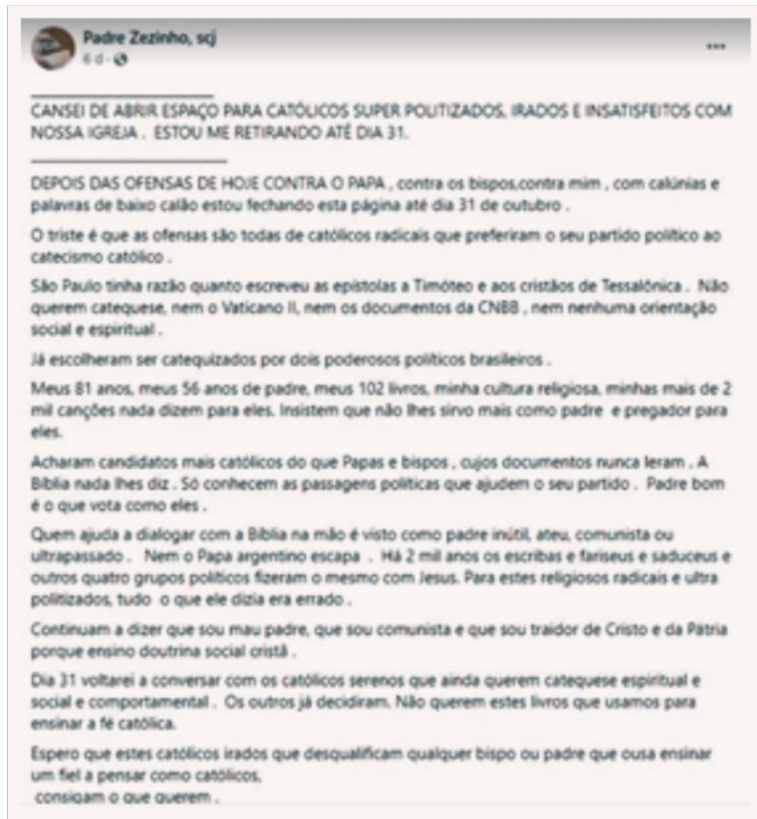 Padre Zezinho, scj
6 d ·
CANSEI DE ABRIR ESPAÇO PARA CATÓLICOS SUPER POLITIZADOS, IRADOS E INSATISFEITOS COM
NOSSA IGREJA . ESTOU ME RETIRANDO ATÉ DIA 31.
DEPOIS DAS OFENSAS DE HOJE CONTRA O PAPA , contra os bispos,contra mim , com calúnias e
palavras de baixo calão estou fechando esta página até dia 31 de outubro .
O triste é que as ofensas são todas de católicos radicais que preferiram o seu partido político ao
catecismo católico .
São Paulo tinha razão quanto escreveu as epístolas a Timóteo e aos cristãos de Tessalônica . Não
querem catequese, nem o Vaticano II, nem os documentos da CNBB , nem nenhuma orientação
social e espiritual .
Já escolheram ser catequizados por dois poderosos políticos brasileiros .
Meus 81 anos, meus 56 anos de padre, meus 102 livros, minha cultura religiosa, minhas mais de 2
mil canções nada dizem para eles. Insistem que não lhes sirvo mais como padre e pregador para
eles.
Acharam candidatos mais católicos do que Papas e bispos , cujos documentos nunca leram . A
Bíblia nada lhes diz . Só conhecem as passagens políticas que ajudem o seu partido . Padre bom
é o que vota como eles .
Quem ajuda a dialogar com a Bíblia na mão é visto como padre inútil, ateu, comunista ou
ultrapassado . Nem o Papa argentino escapa . Há 2 mil anos os escribas e fariseus e saduceus e
outros quatro grupos políticos fizeram o mesmo com Jesus. Para estes religiosos radicais e ultra
politizados, tudo o que ele dizia era errado .
Continuam a dizer que sou mau padre, que sou comunista e que sou traidor de Cristo e da Pátria
porque ensino doutrina social cristã .
Dia 31 voltarei a conversar com os católicos serenos que ainda querem catequese espiritual e
social e comportamental . Os outros já decidiram. Não querem estes livros que usamos para
ensinar a fé católica.
Espero que estes católicos irados que desqualificam qualquer bispo ou padre que ousa ensinar
um fiel a pensar como católicos,
consigam o que querem .